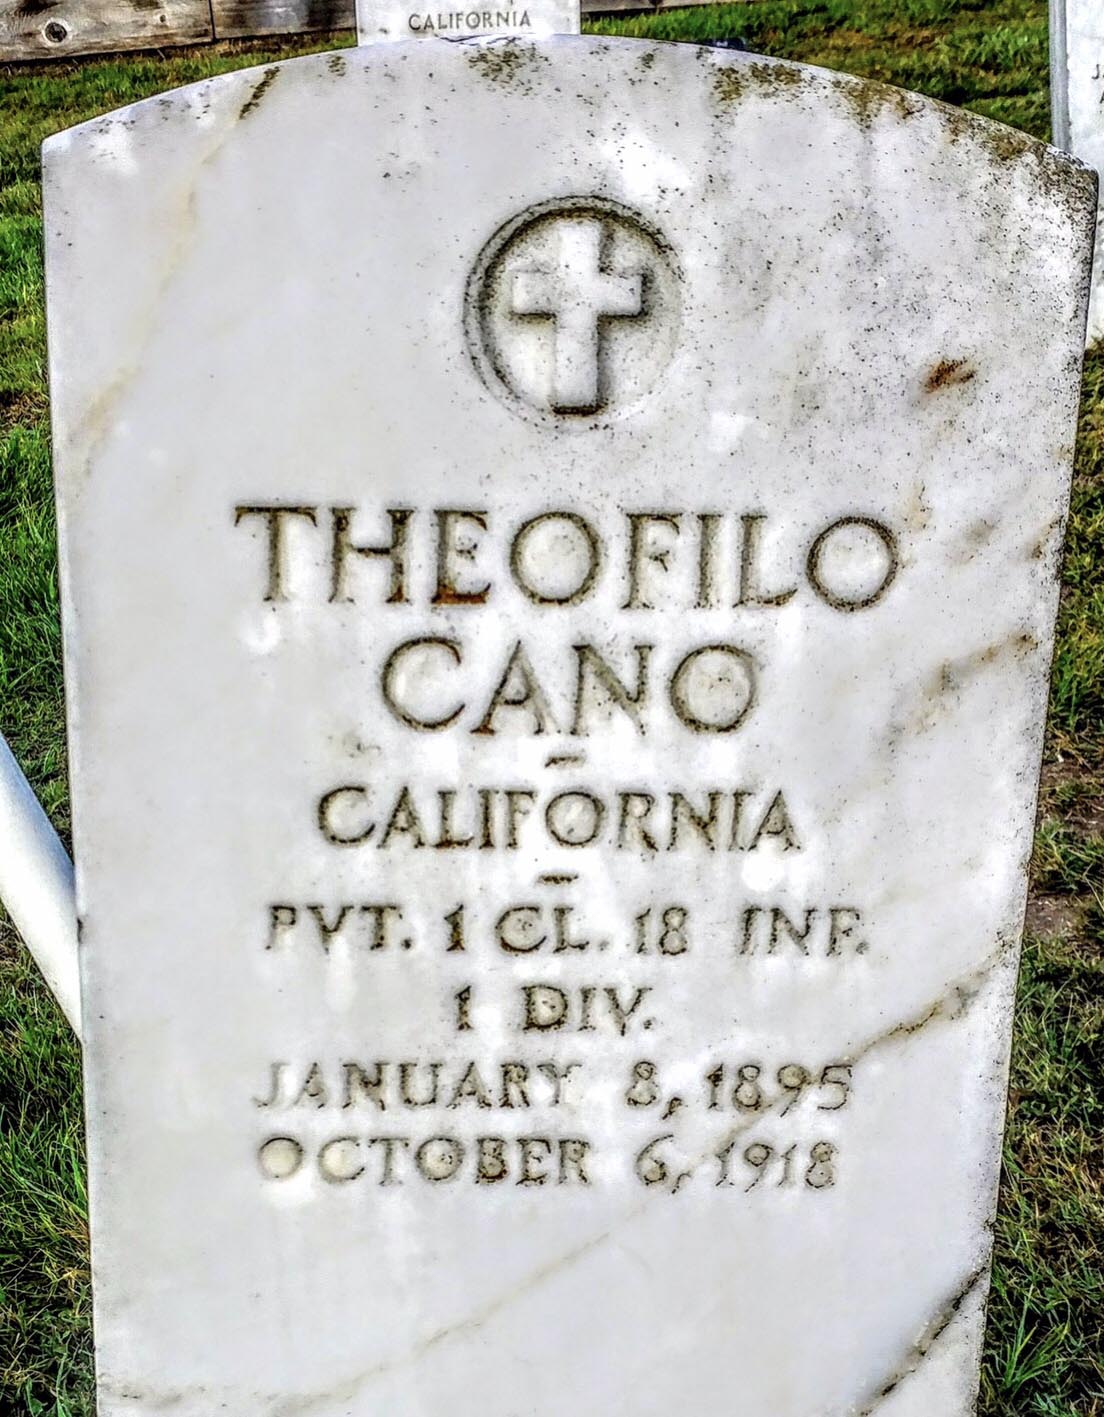 CALIFORNIA
THEOFILO
CANO
-
CALIFORNIA
-
PVT. 1 CL. 18 INF.
1 DIV.
JANUARY 8, 1895
OCTOBER 6, 1918